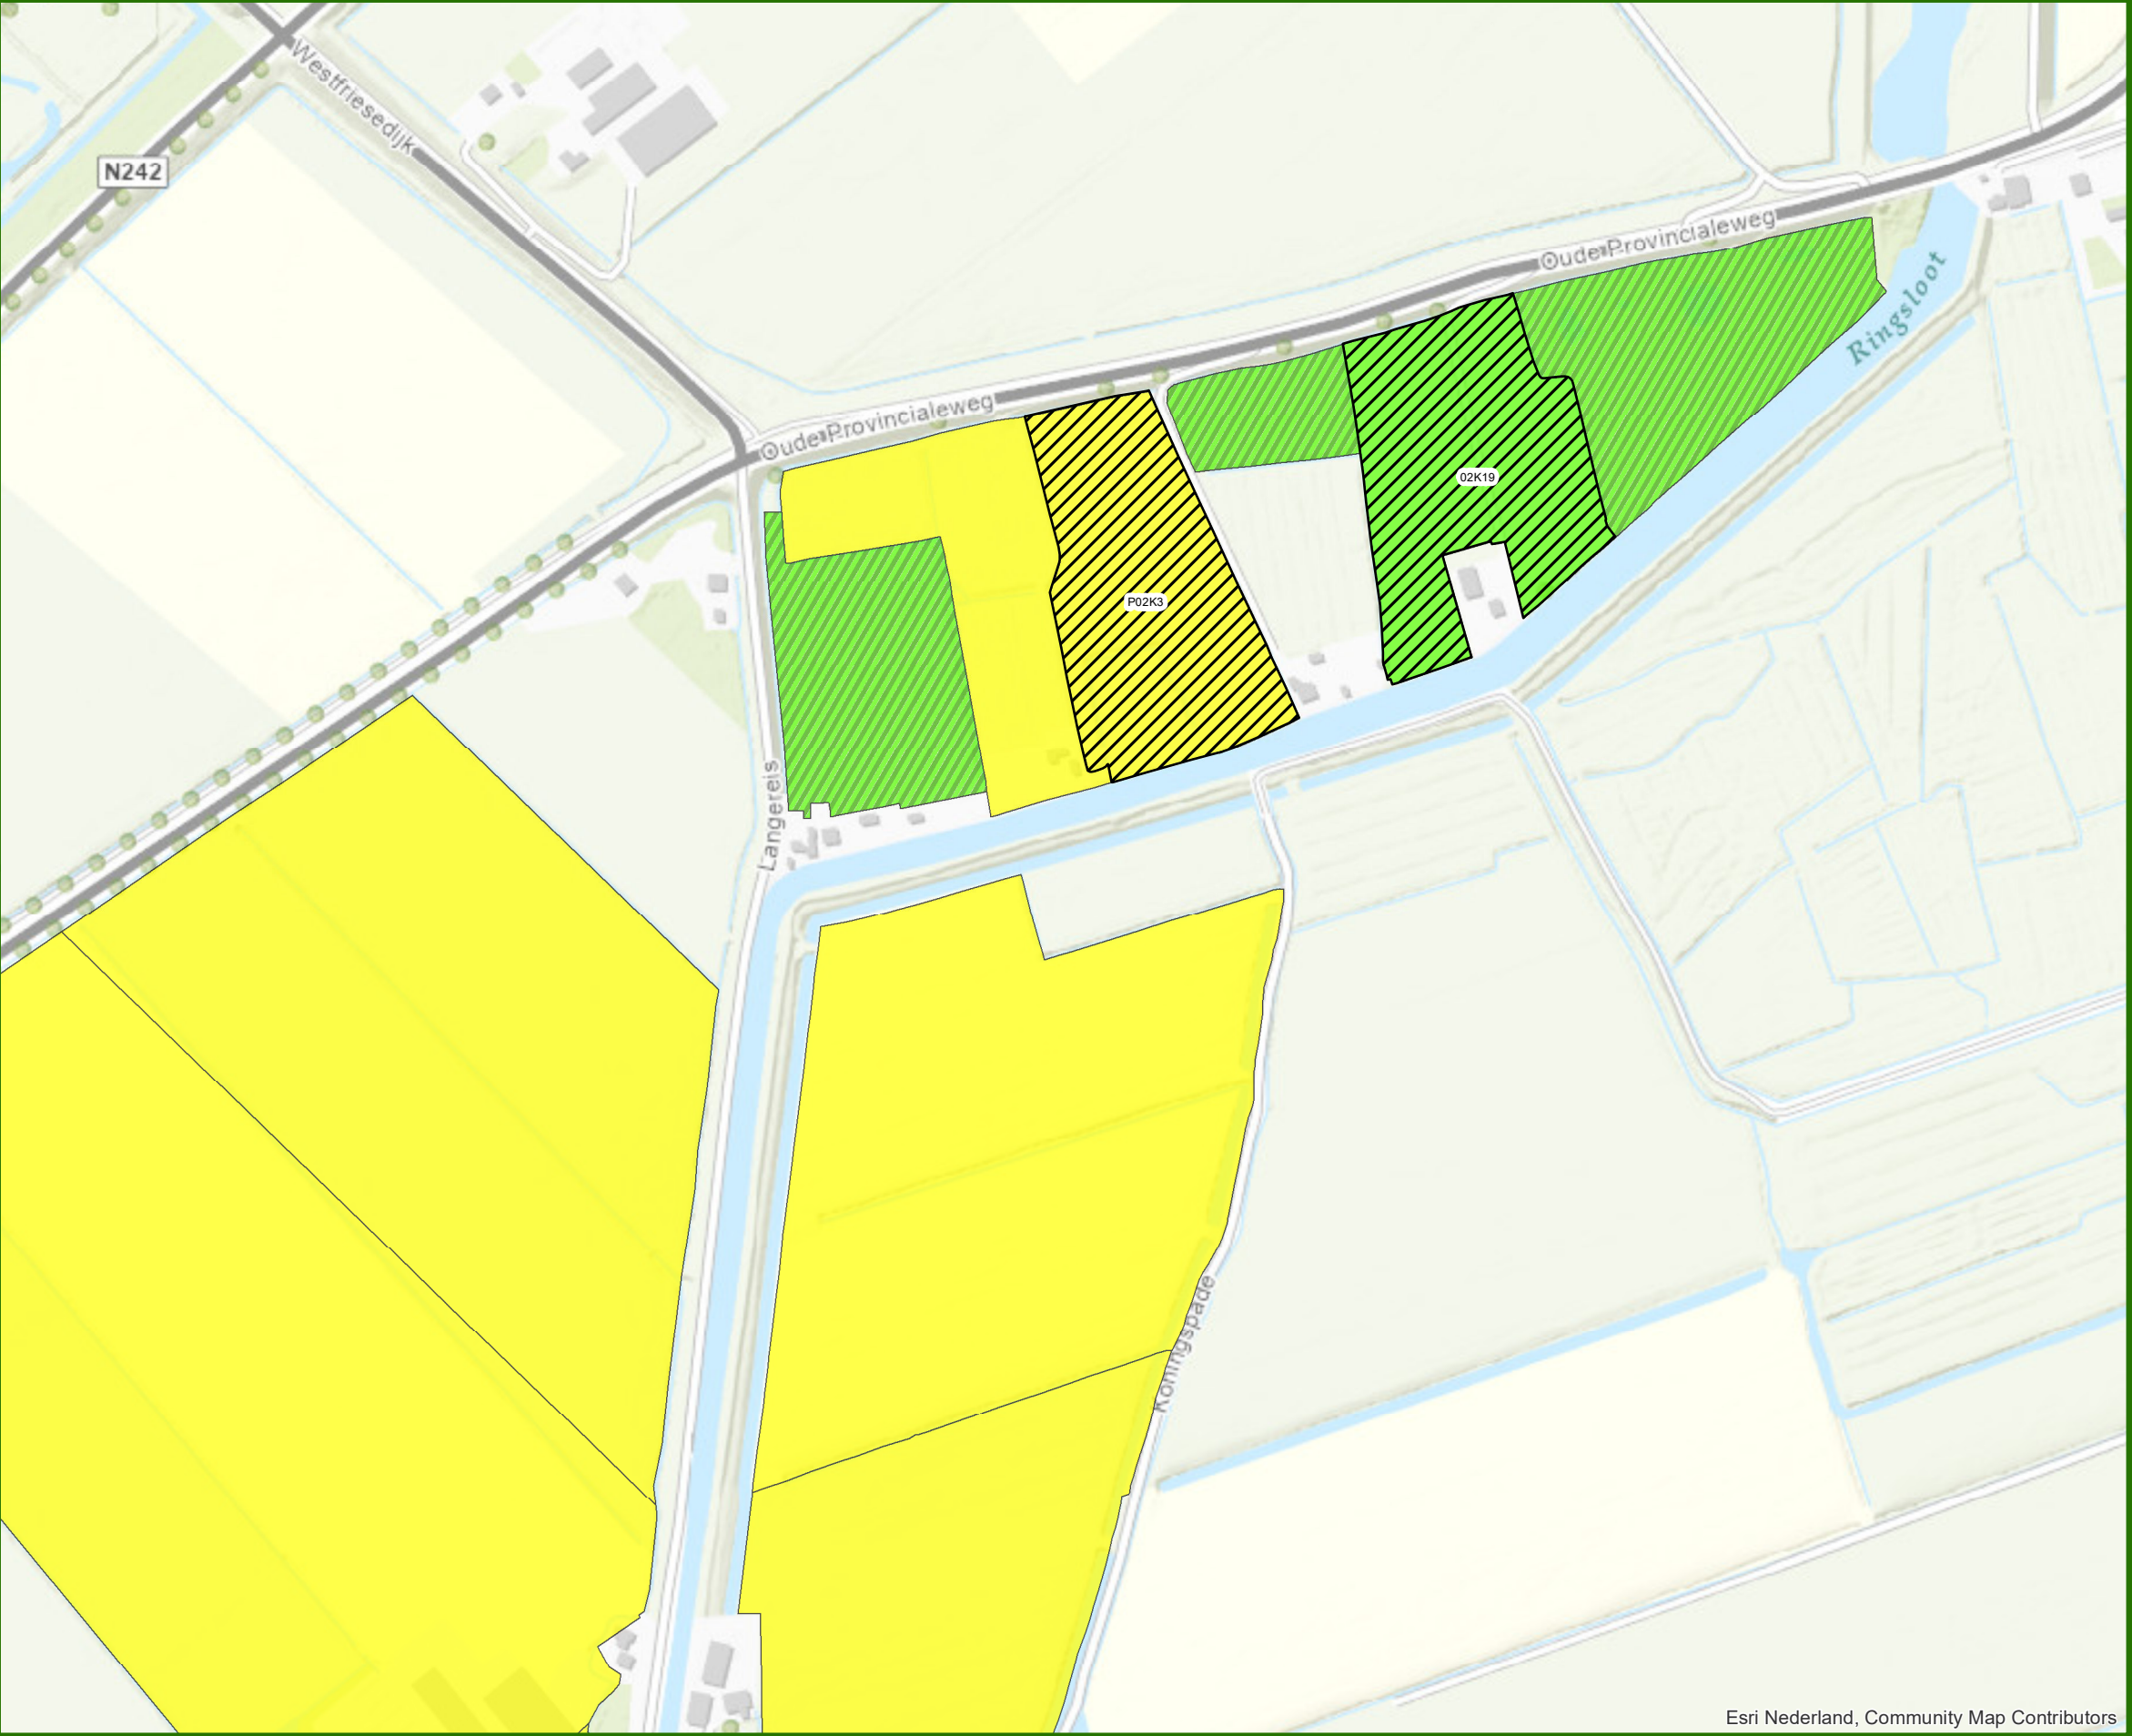 Westfriesedijk
N242
Oude Provincialeweg
Ringsloot
Oude Provincialeweg
02K19
P02K3
Langereis
Koningspade
Esri Nederland, Community Map Contributors